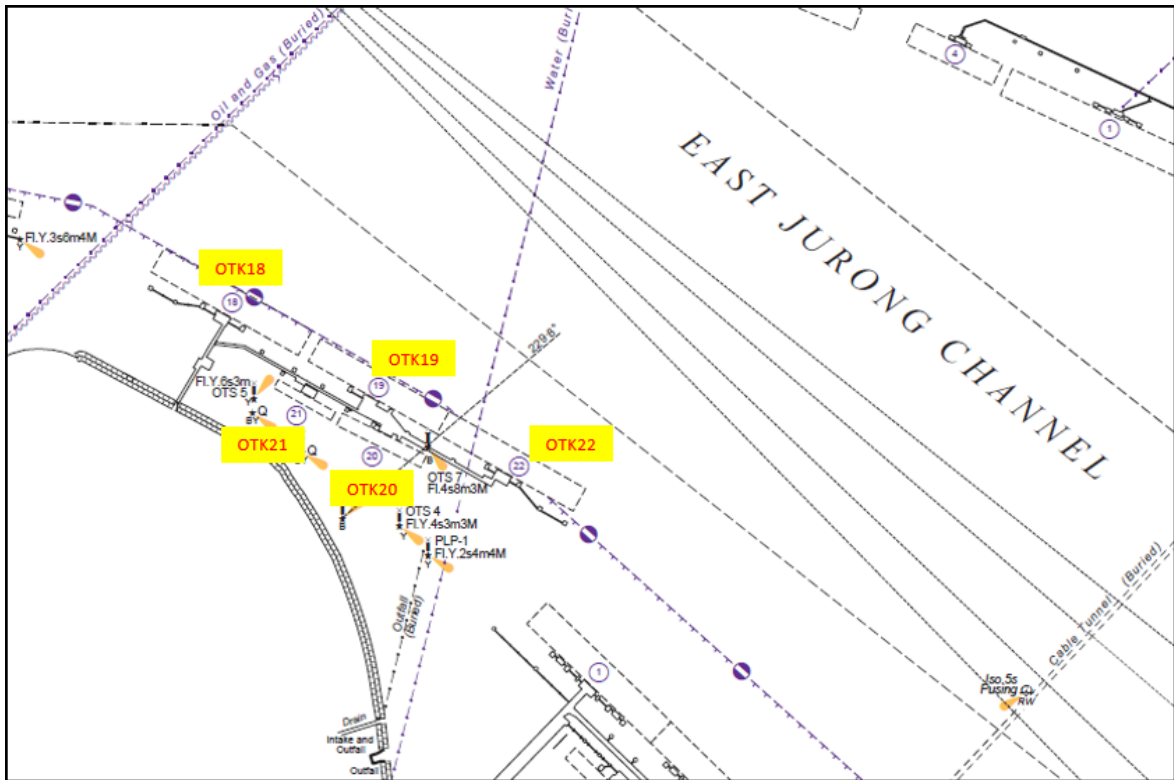 Oil and Gas (Buried)
Water (Buri
4
1
EAST JURONG CHANNEL
Fl.Y.3s6m4M
Y
OTK18
18
229·6°
OTK19
19
Fl.Y.6s3m
OTS 5
Y
Q
BY
21
OTK21
Q
20
OTK22
22
/B
OTS 7
Fl.4s8m3M
OTK20
B
OTS 4
Fl.Y.4s3m3M
Y
PLP-1
Fl.Y.2s4m4M
Y
Outfall
(Buried)
Cable Tunnel (Buried)
1
Iso.5s
Pusing
RW
Drain
Intake and
Outfall
Outfall